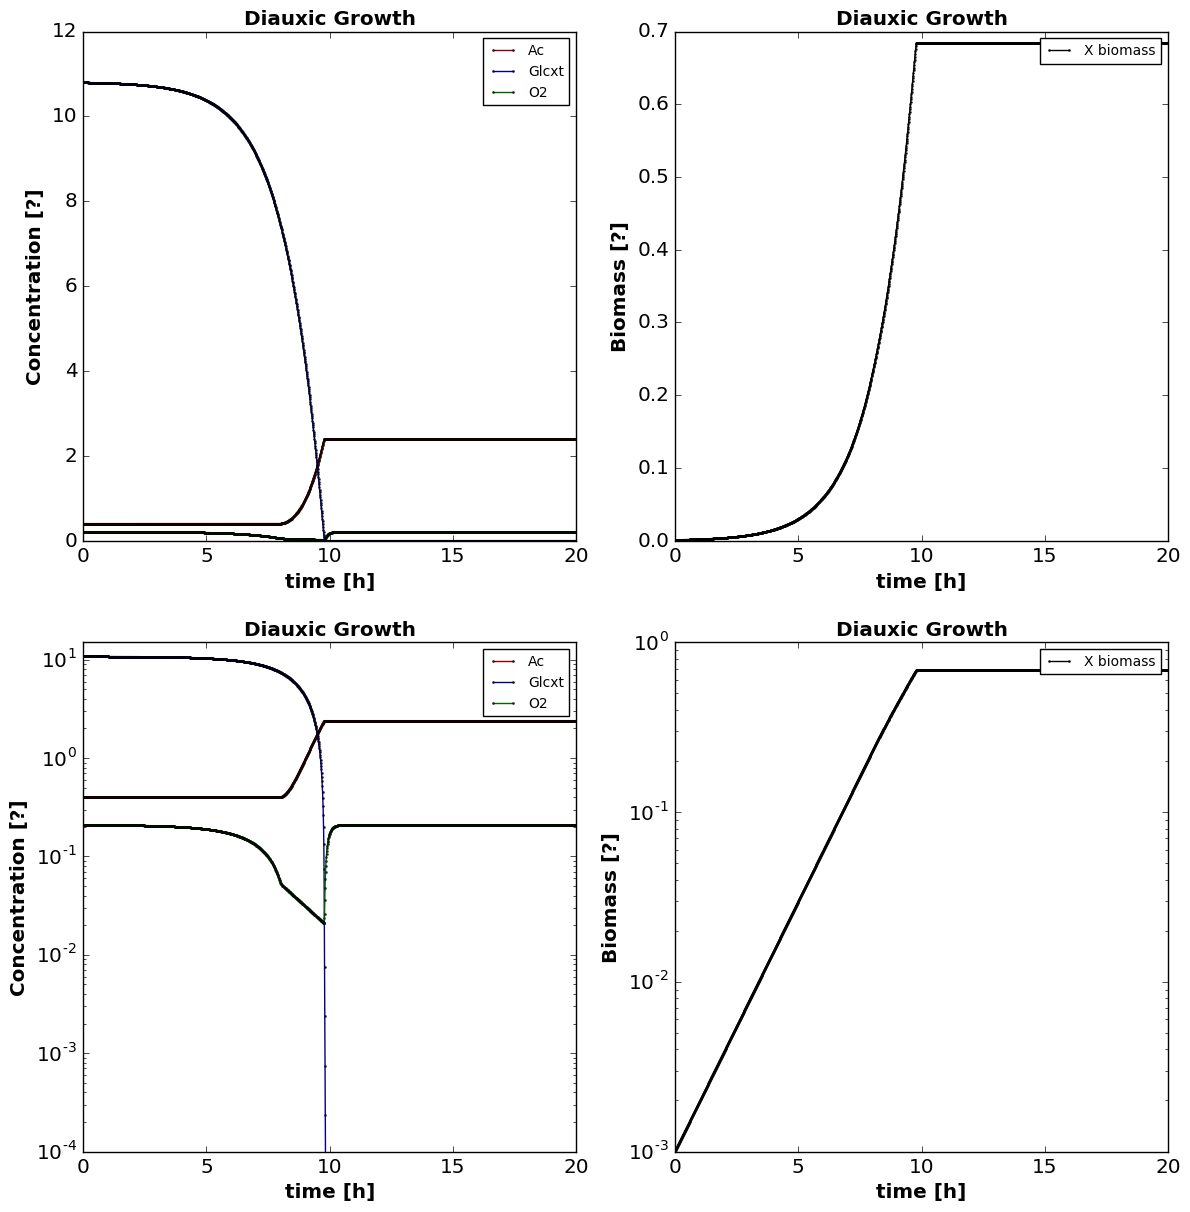 Diauxic Growth
12
10
8
6
4
2
0
Concentration [?]
Ac
Glcxt
O2
0 5 10 15 20
time [h]
Diauxic Growth
0.7
0.6
0.5
0.4
0.3
0.2
0.1
0.0
Biomass [?]
X biomass
0 5 10 15 20
time [h]
Diauxic Growth
10^1
10^0
10^-1
10^-2
10^-3
10^-4
Concentration [?]
Ac
Glcxt
O2
0 5 10 15 20
time [h]
Diauxic Growth
10^0
10^-1
10^-2
10^-3
Biomass [?]
X biomass
0 5 10 15 20
time [h]